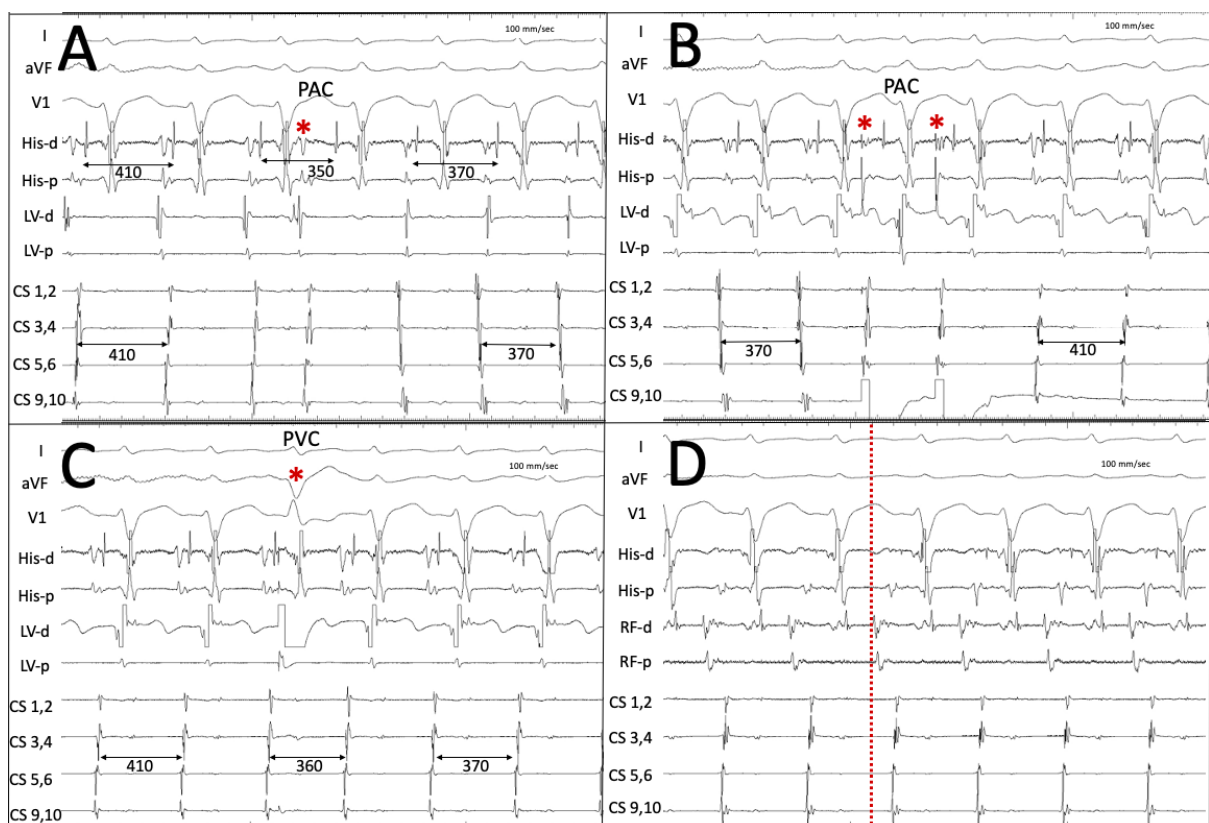 A
I
100 mm/sec
aVF
PAC
V1
*
His-d
410
350
370
His-p
LV-d
LV-p
CS 1,2
CS 3,4
410
370
CS 5,6
CS 9,10
B
I
100 mm/sec
aVF
PAC
V1
* *
His-d
His-p
LV-d
LV-p
CS 1,2
CS 3,4
370
410
CS 5,6
CS 9,10
C
I
PVC
100 mm/sec
aVF
*
V1
His-d
His-p
LV-d
LV-p
CS 1,2
CS 3,4
410
360
370
CS 5,6
CS 9,10
D
I
100 mm/sec
aVF
V1
His-d
His-p
RF-d
RF-p
CS 1,2
CS 3,4
CS 5,6
CS 9,10